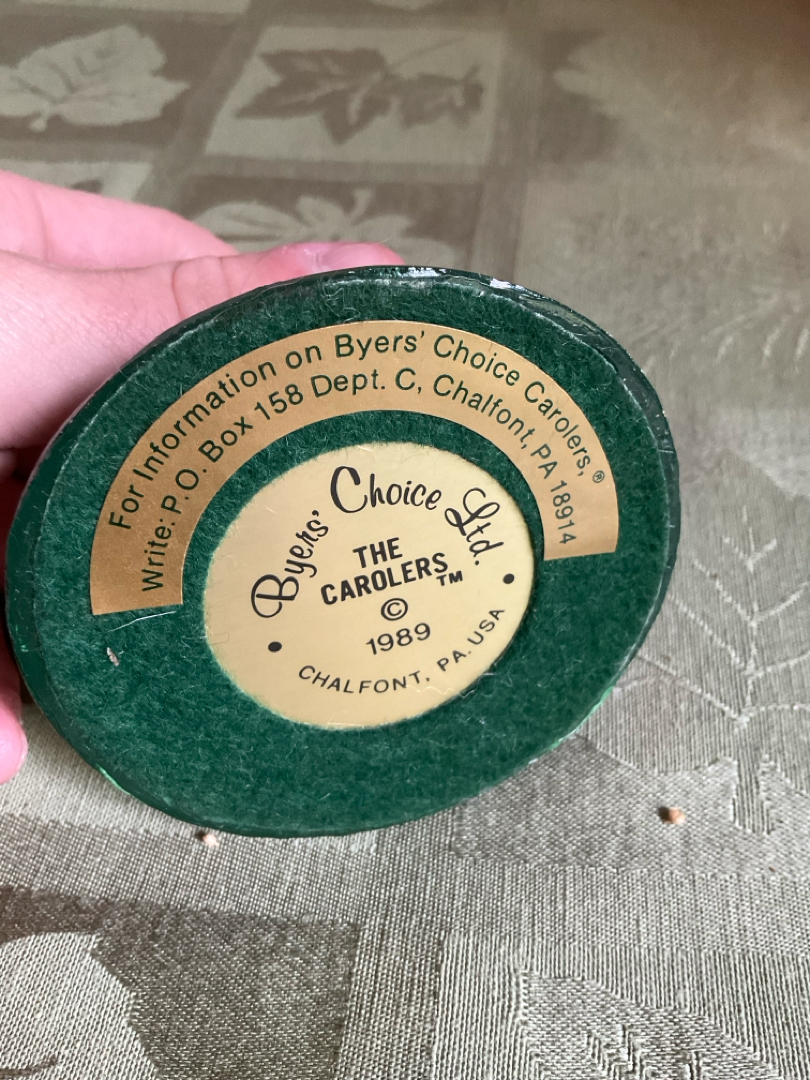 For Information on Byers' Choice Carolers,®
Write: P.O. Box 158 Dept. C, Chalfont, PA 18914
Byers' Choice Ltd.
THE
CAROLERS™
©
1989
• CHALFONT, PA. USA •